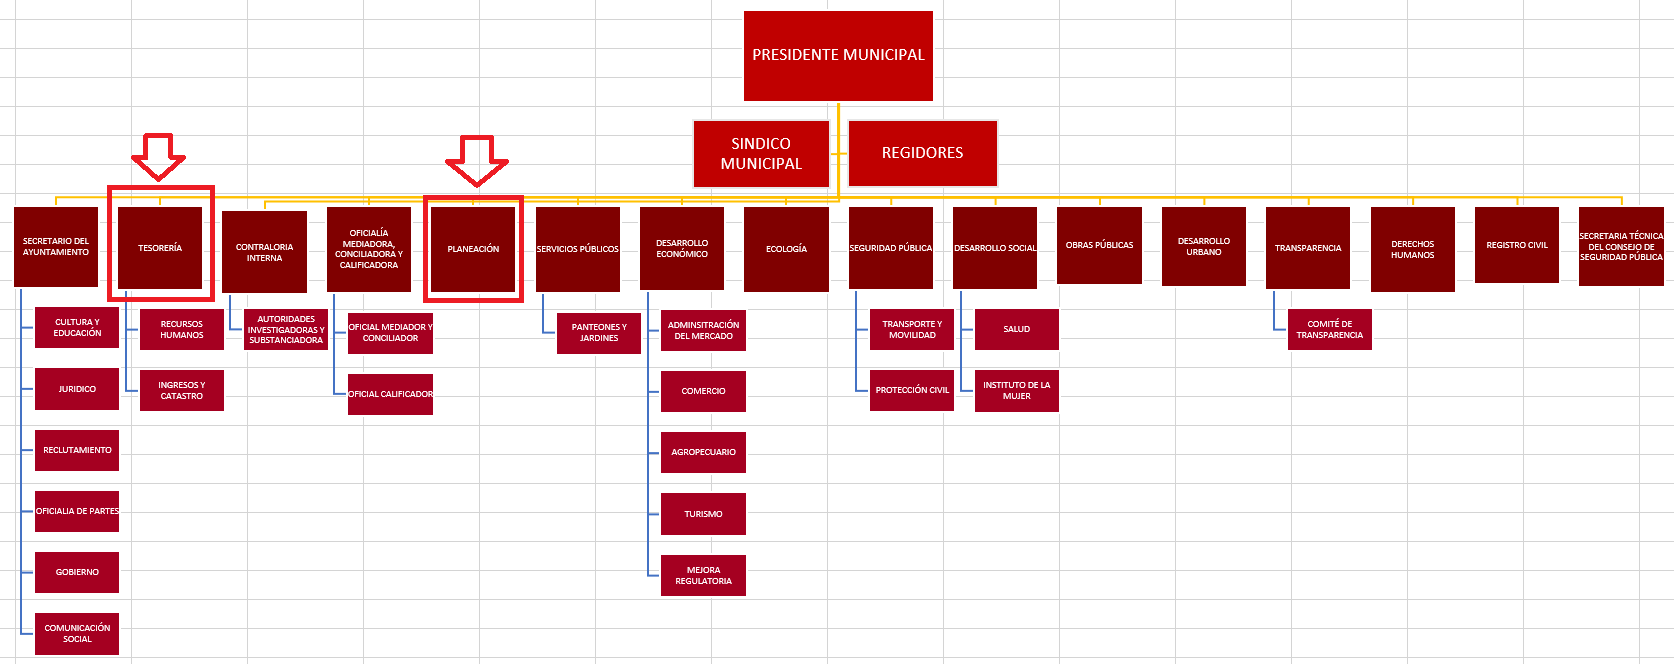 PRESIDENTE MUNICIPAL
SINDICO
MUNICIPAL
REGIDORES
SECRETARIO DEL
AYUNTAMIENTO
TESORERÍA
CONTRALORIA
INTERNA
OFICIALÍA
MEDIADORA,
CONCILIADORA Y
CALIFICADORA
PLANEACIÓN
SERVICIOS PÚBLICOS
DESARROLLO
ECONÓMICO
ECOLOGÍA
SEGURIDAD PÚBLICA
DESARROLLO SOCIAL
OBRAS PÚBLICAS
DESARROLLO
URBANO
TRANSPARENCIA
DERECHOS
HUMANOS
REGISTRO CIVIL
SECRETARIA TÉCNICA
DEL CONSEJO DE
SEGURIDAD PÚBLICA
CULTURA Y
EDUCACIÓN
JURIDICO
RECLUTAMIENTO
OFICIALIA DE PARTES
GOBIERNO
COMUNICACIÓN
SOCIAL
RECURSOS
HUMANOS
INGRESOS Y
CATASTRO
AUTORIDADES
INVESTIGADORAS Y
SUBSTANCIADORA
OFICIAL MEDIADOR Y
CONCILIADOR
OFICIAL CALIFICADOR
PANTEONES Y
JARDINES
ADMINSITRACIÓN
DEL MERCADO
COMERCIO
AGROPECUARIO
TURISMO
MEJORA
REGULATORIA
TRANSPORTE Y
MOVILIDAD
PROTECCIÓN CIVIL
SALUD
INSTITUTO DE LA
MUJER
COMITÉ DE
TRANSPARENCIA